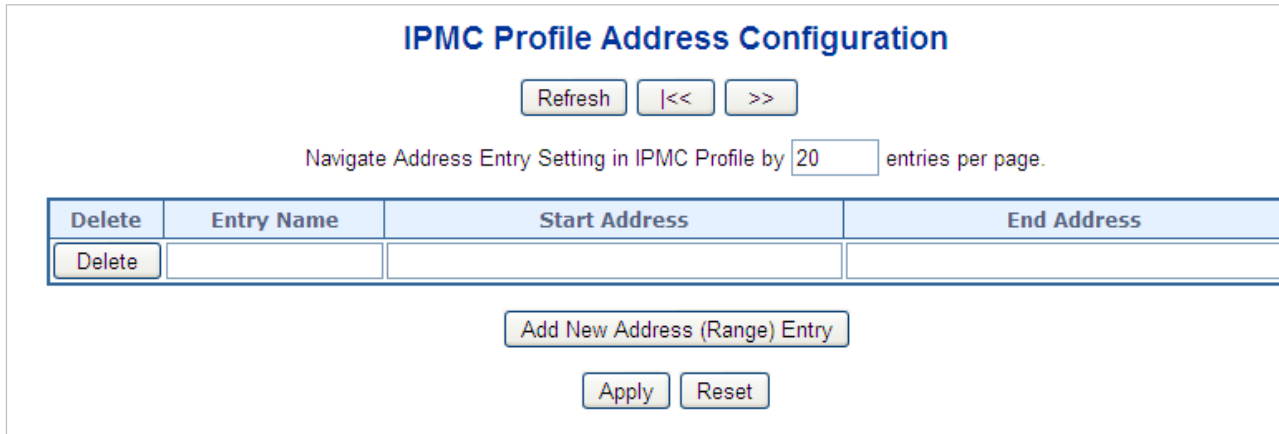 IPMC Profile Address Configuration
Refresh |<< >>
Navigate Address Entry Setting in IPMC Profile by 20 entries per page.
Delete Entry Name Start Address End Address
Delete
Add New Address (Range) Entry
Apply Reset